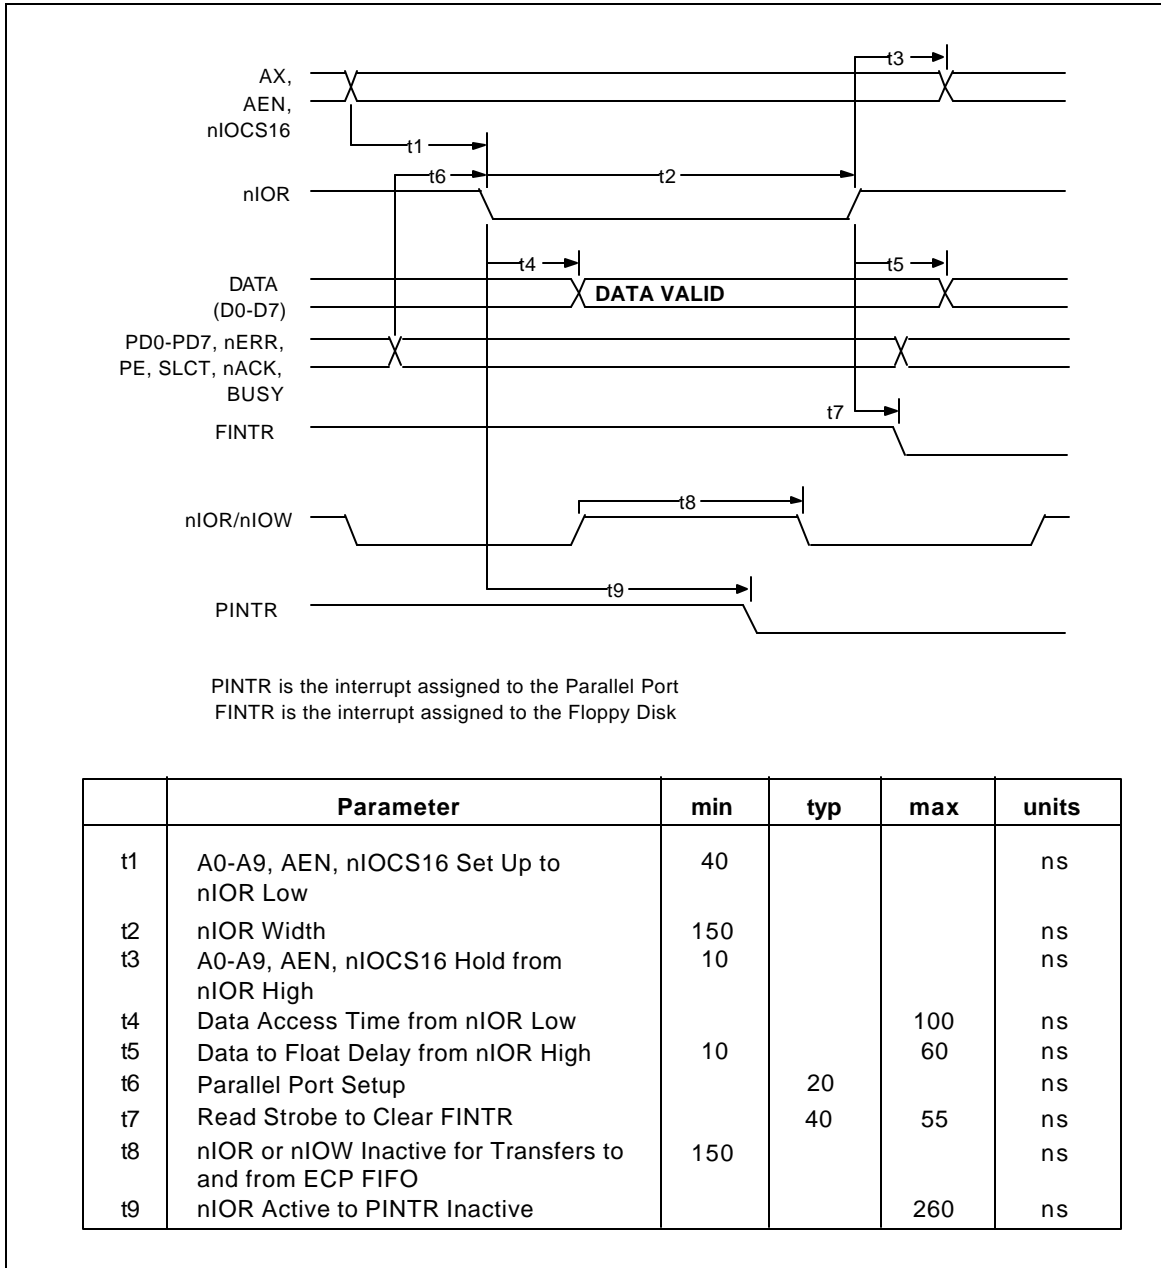 AX,
AEN,
nIOCS16
t3
t1
t6
t2
nIOR
t4
t5
DATA
(D0-D7)
DATA VALID
PD0-PD7, nERR,
PE, SLCT, nACK,
BUSY
t7
FINTR
t8
nIOR/nIOW
t9
PINTR
PINTR is the interrupt assigned to the Parallel Port
FINTR is the interrupt assigned to the Floppy Disk
Parameter min typ max units
t1 A0-A9, AEN, nIOCS16 Set Up to 40 ns
nIOR Low
t2 nIOR Width 150 ns
t3 A0-A9, AEN, nIOCS16 Hold from 10 ns
nIOR High
t4 Data Access Time from nIOR Low 100 ns
t5 Data to Float Delay from nIOR High 10 60 ns
t6 Parallel Port Setup 20 ns
t7 Read Strobe to Clear FINTR 40 55 ns
t8 nIOR or nIOW Inactive for Transfers to 150 ns
and from ECP FIFO
t9 nIOR Active to PINTR Inactive 260 ns